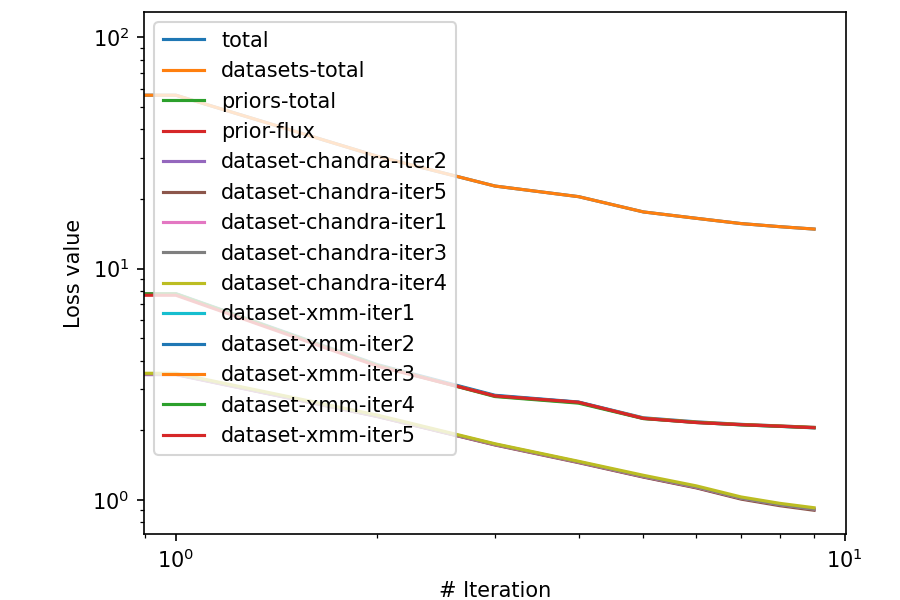 10²
10¹
10⁰
Loss value
total
datasets-total
priors-total
prior-flux
dataset-chandra-iter2
dataset-chandra-iter5
dataset-chandra-iter1
dataset-chandra-iter3
dataset-chandra-iter4
dataset-xmm-iter1
dataset-xmm-iter2
dataset-xmm-iter3
dataset-xmm-iter4
dataset-xmm-iter5
10⁰
10¹
# Iteration